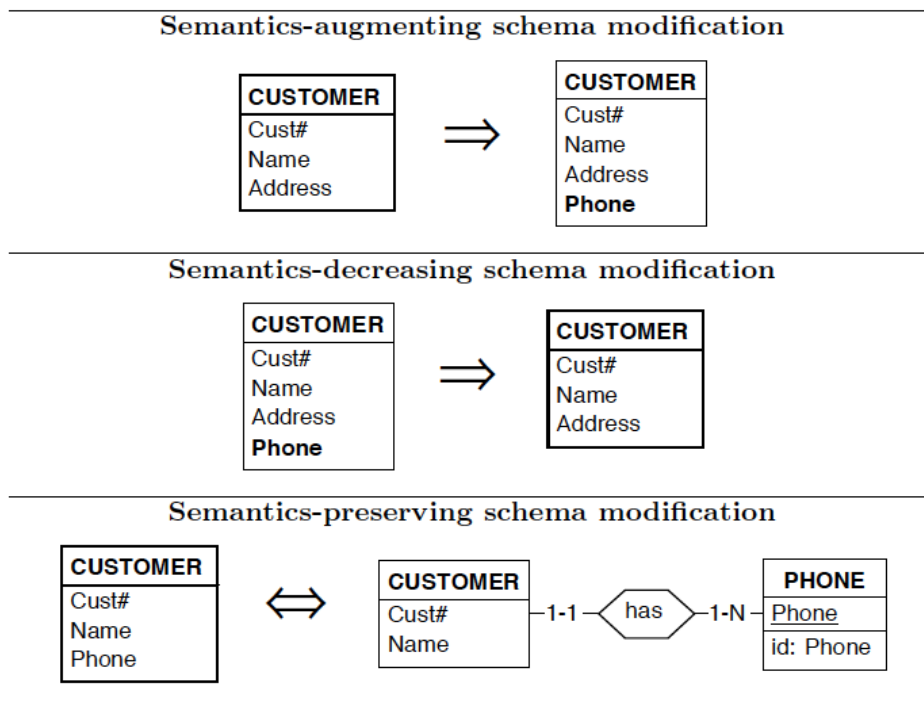 Semantics-augmenting schema modification
CUSTOMER
Cust#
Name
Address
⇒
CUSTOMER
Cust#
Name
Address
Phone
Semantics-decreasing schema modification
CUSTOMER
Cust#
Name
Address
Phone
⇒
CUSTOMER
Cust#
Name
Address
Semantics-preserving schema modification
CUSTOMER
Cust#
Name
Phone
⇔
CUSTOMER
Cust#
Name
1-1
has
1-N
PHONE
Phone
id: Phone